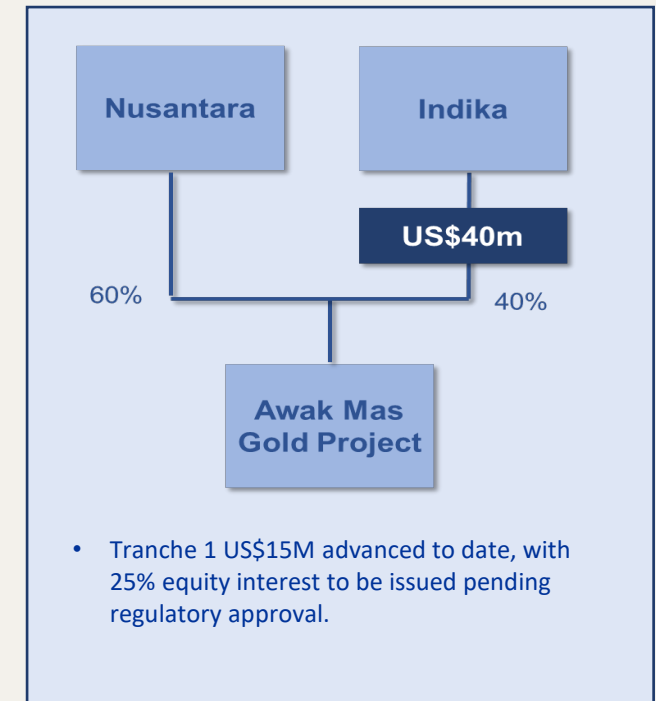 Nusantara
Indika
US$40m
60%
40%
Awak Mas
Gold Project
• Tranche 1 US$15M advanced to date, with
25% equity interest to be issued pending
regulatory approval.